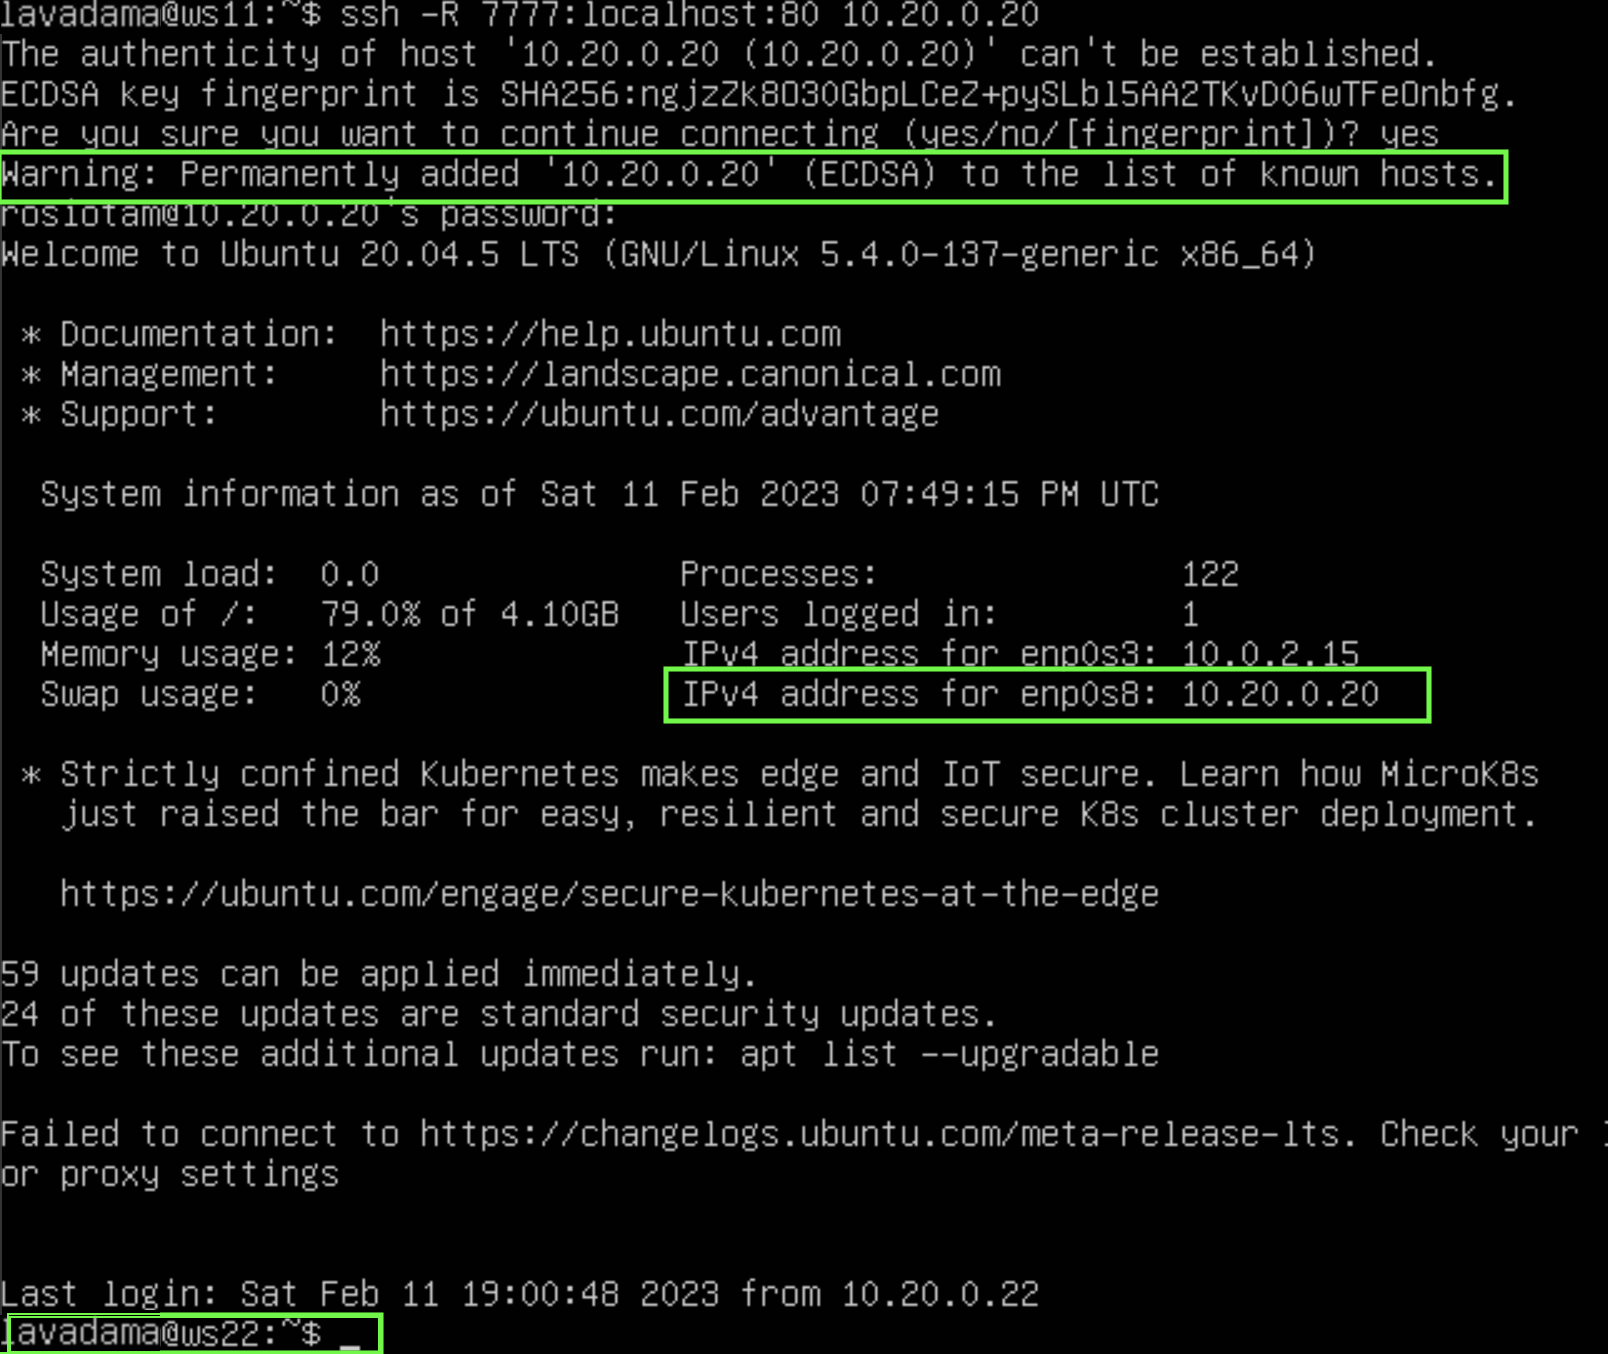 lavadama@ws11:~$ ssh -R 7777:localhost:80 10.20.0.20
The authenticity of host '10.20.0.20 (10.20.0.20)' can't be established.
ECDSA key fingerprint is SHA256:ngjzZk8O3OGbpLCeZ+pySLbl5AA2TKvDO6wTFeOnbfg.
Are you sure you want to continue connecting (yes/no/[fingerprint])? yes
Warning: Permanently added '10.20.0.20' (ECDSA) to the list of known hosts.
rosiotam@10.20.0.20's password:
Welcome to Ubuntu 20.04.5 LTS (GNU/Linux 5.4.0-137-generic x86_64)
* Documentation: https://help.ubuntu.com
* Management: https://landscape.canonical.com
* Support: https://ubuntu.com/advantage
System information as of Sat 11 Feb 2023 07:49:15 PM UTC
System load: 0.0 Processes: 122
Usage of /: 79.0% of 4.10GB Users logged in: 1
Memory usage: 12% IPv4 address for enp0s3: 10.0.2.15
Swap usage: 0% IPv4 address for enp0s8: 10.20.0.20
* Strictly confined Kubernetes makes edge and IoT secure. Learn how MicroK8s
just raised the bar for easy, resilient and secure K8s cluster deployment.
https://ubuntu.com/engage/secure-kubernetes-at-the-edge
59 updates can be applied immediately.
24 of these updates are standard security updates.
To see these additional updates run: apt list --upgradable
Failed to connect to https://changelogs.ubuntu.com/meta-release-lts. Check your
or proxy settings
Last login: Sat Feb 11 19:00:48 2023 from 10.20.0.22
lavadama@ws22:~$ _